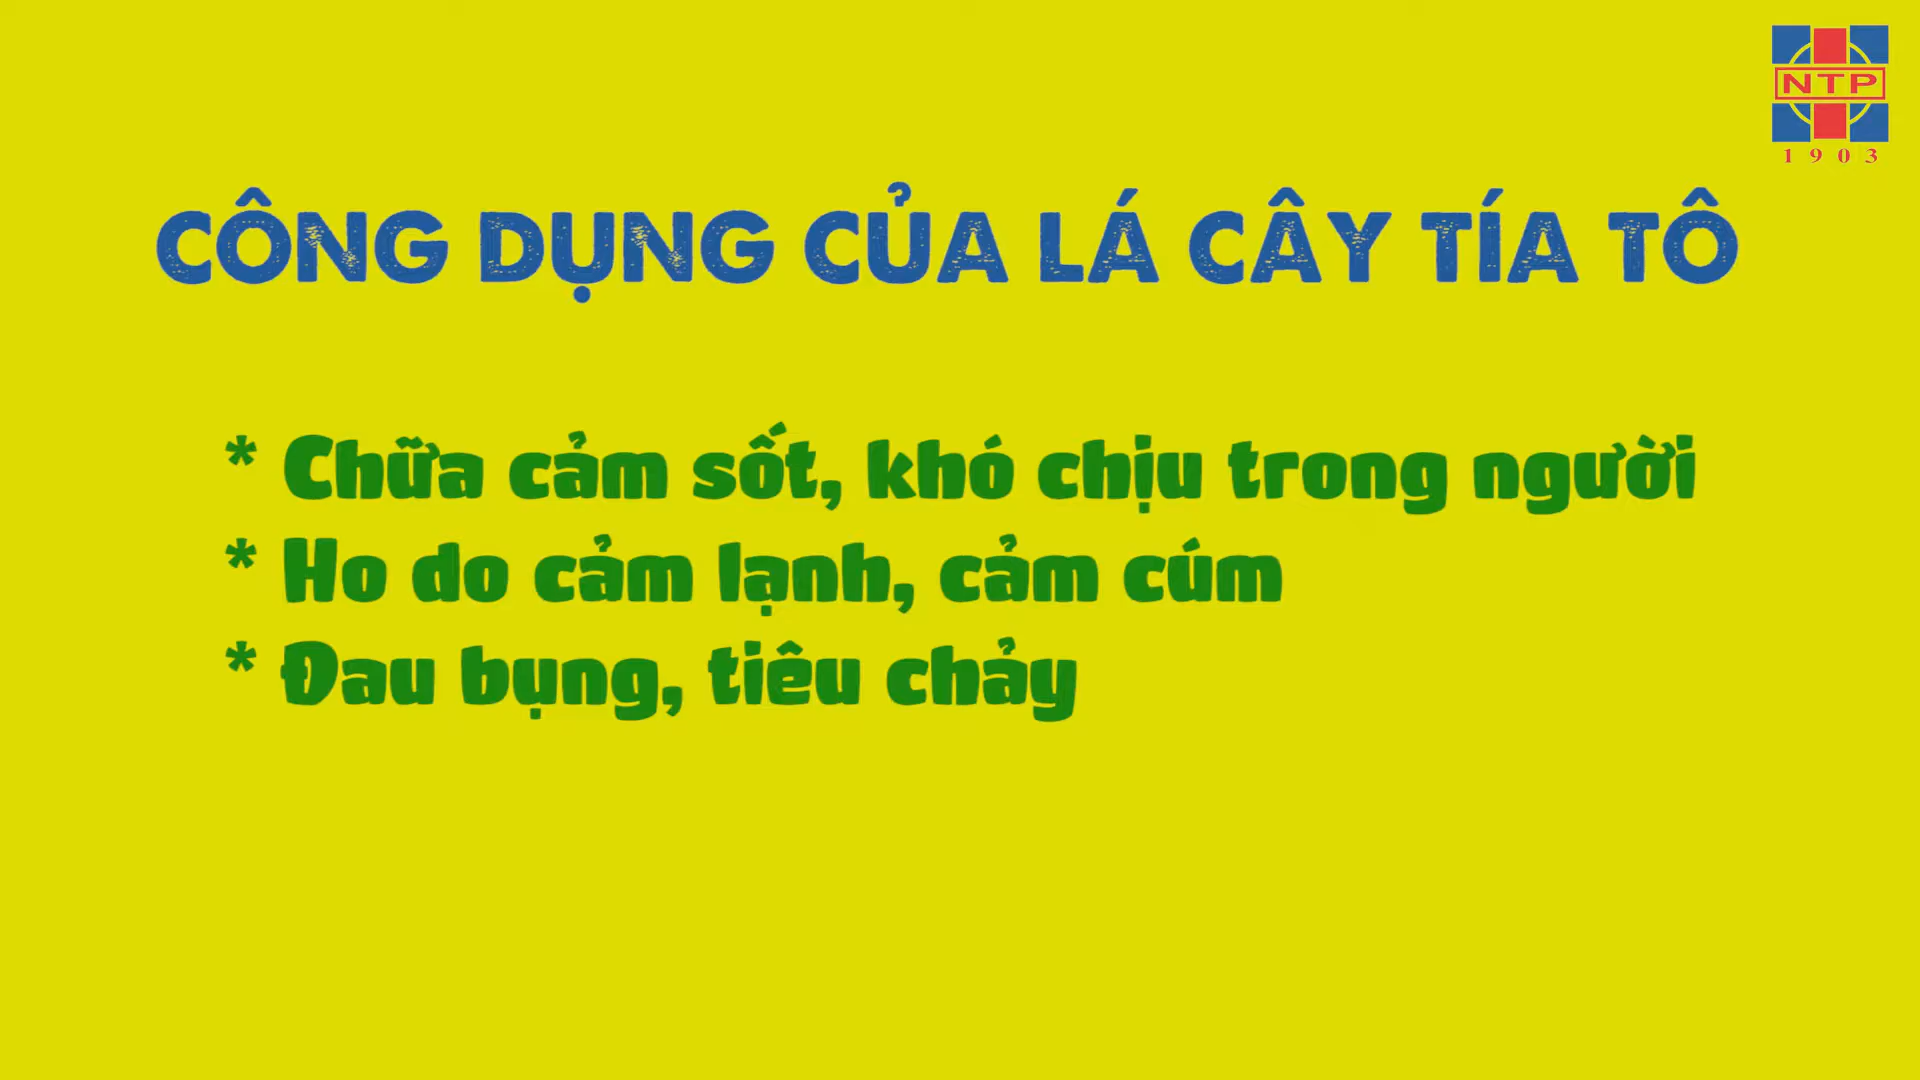 NTP
1903
CÔNG DỤNG CỦA LÁ CÂY TÍA TÔ
* Chữa cảm sốt, khó chịu trong người
* Ho do cảm lạnh, cảm cúm
* Đau bụng, tiêu chảy